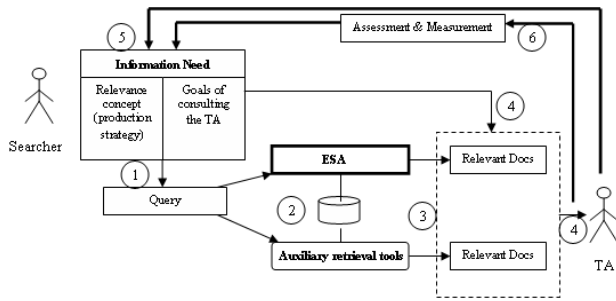 Assessment & Measurement
5
6
Information Need
Relevance concept (production strategy)
Goals of consulting the TA
4
Searcher
1
ESA
Relevant Docs
Query
2
3
4
Auxiliary retrieval tools
Relevant Docs
TA